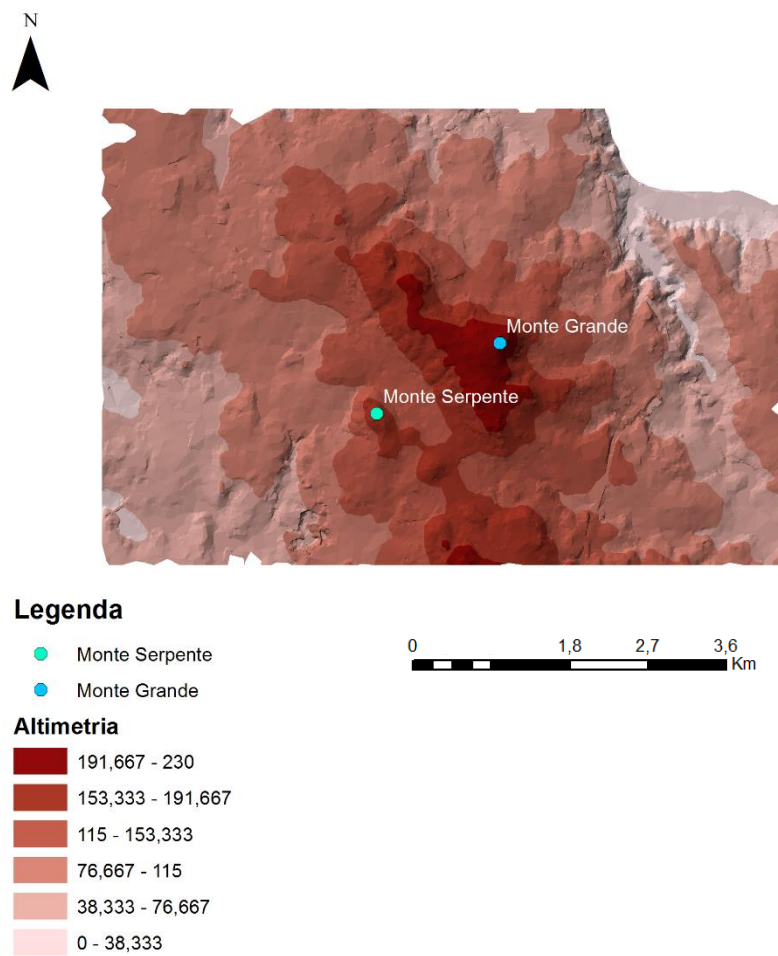 N
Monte Grande
Monte Serpente
Legenda
Monte Serpente
Monte Grande
0 1,8 2,7 3,6
Km
Altimetria
191,667 - 230
153,333 - 191,667
115 - 153,333
76,667 - 115
38,333 - 76,667
0 - 38,333